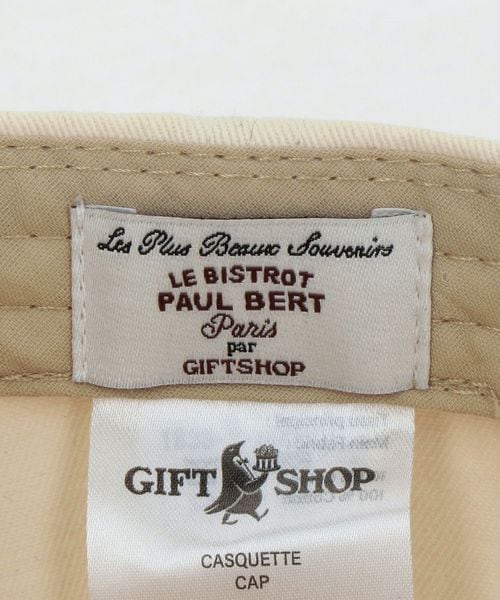 Les Plus Beaux Souvenirs
LE BISTROT
PAUL BERT
Paris
par
GIFTSHOP
GIFT SHOP
CASQUETTE
CAP